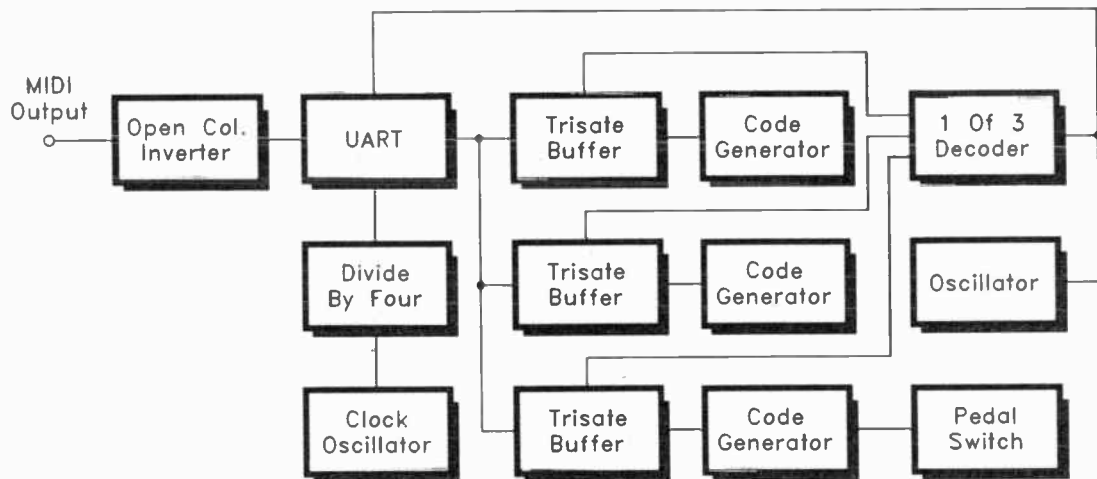 MIDI
Output
Open Col.
Inverter
UART
Trisate
Buffer
Code
Generator
1 Of 3
Decoder
Divide
By Four
Trisate
Buffer
Code
Generator
Oscillator
Clock
Oscillator
Trisate
Buffer
Code
Generator
Pedal
Switch